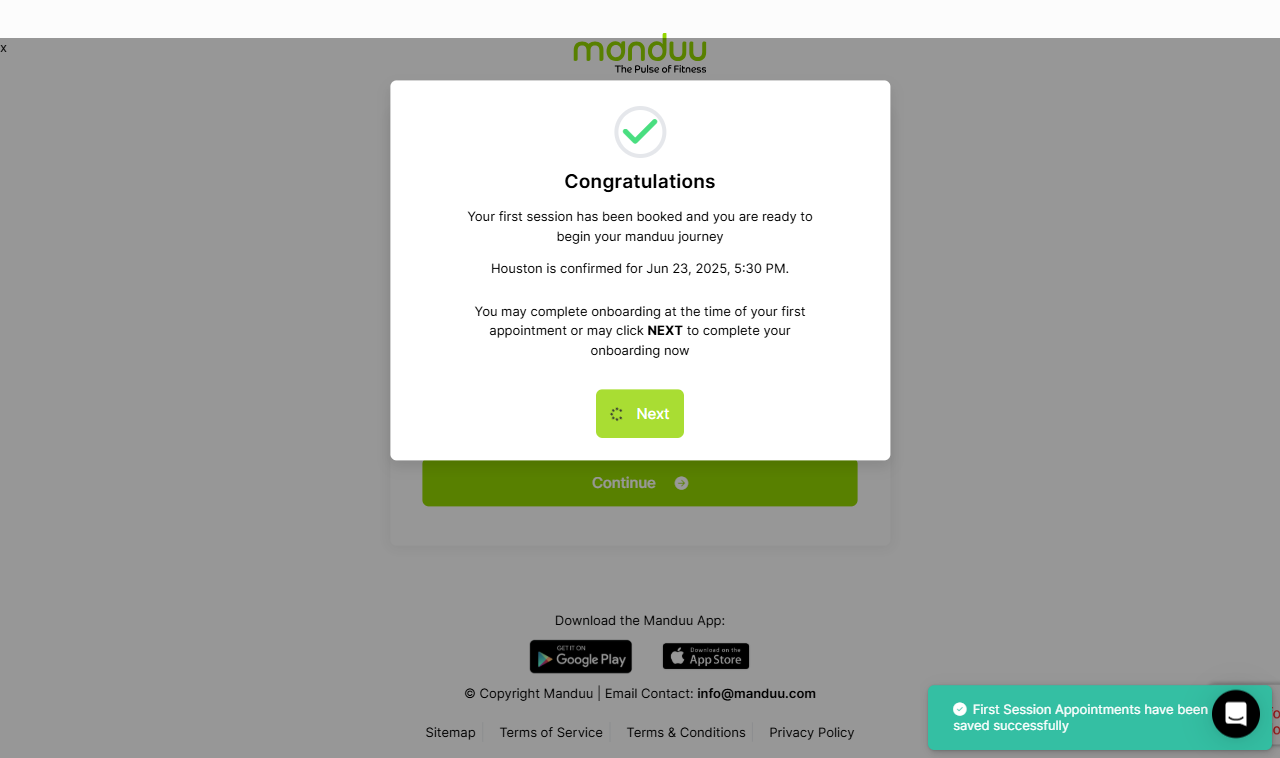 x
manduu
The Pulse of Fitness
Congratulations
Your first session has been booked and you are ready to
begin your manduu journey
Houston is confirmed for Jun 23, 2025, 5:30 PM.
You may complete onboarding at the time of your first
appointment or may click NEXT to complete your
onboarding now
Next
Continue
Download the Manduu App:
GET IT ON
Google Play
Download on the
App Store
© Copyright Manduu | Email Contact: info@manduu.com
Sitemap
Terms of Service
Terms & Conditions
Privacy Policy
First Session Appointments have been
saved successfully